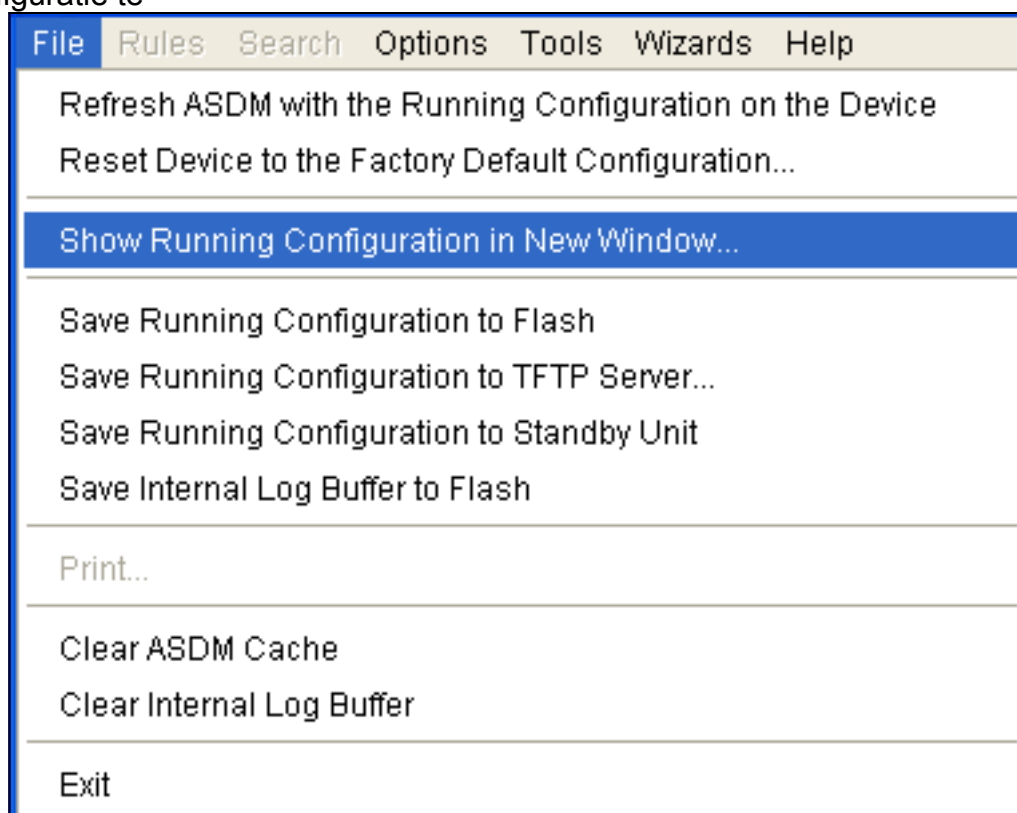 File Rules Search Options Tools Wizards Help
Refresh ASDM with the Running Configuration on the Device
Reset Device to the Factory Default Configuration...
Show Running Configuration in New Window...
Save Running Configuration to Flash
Save Running Configuration to TFTP Server...
Save Running Configuration to Standby Unit
Save Internal Log Buffer to Flash
Print...
Clear ASDM Cache
Clear Internal Log Buffer
Exit